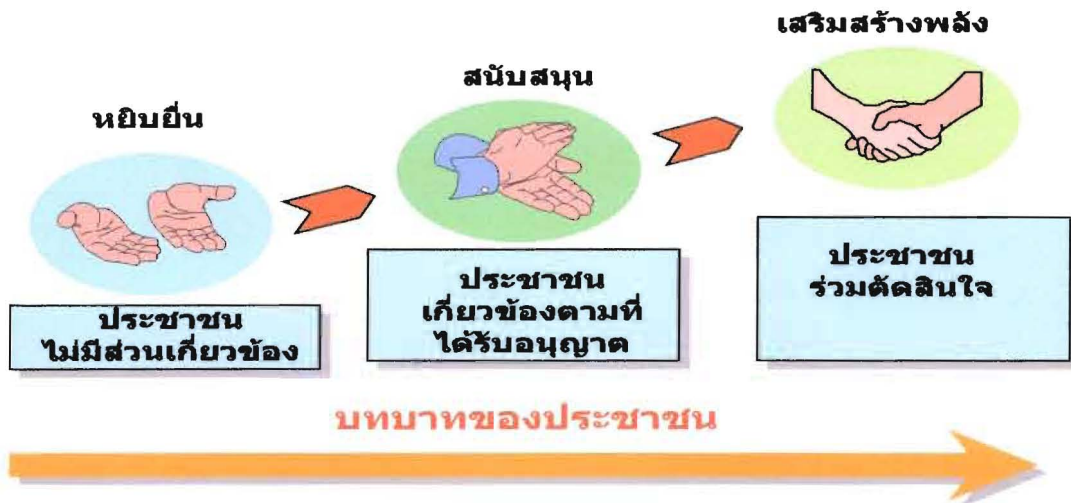 หยิบยื่น
ประชาชน
ไม่มีส่วนเกี่ยวข้อง
สนับสนุน
ประชาชน
เกี่ยวข้องตามที่
ได้รับอนุญาต
เสริมสร้างพลัง
ประชาชน
ร่วมตัดสินใจ
บทบาทของประชาชน